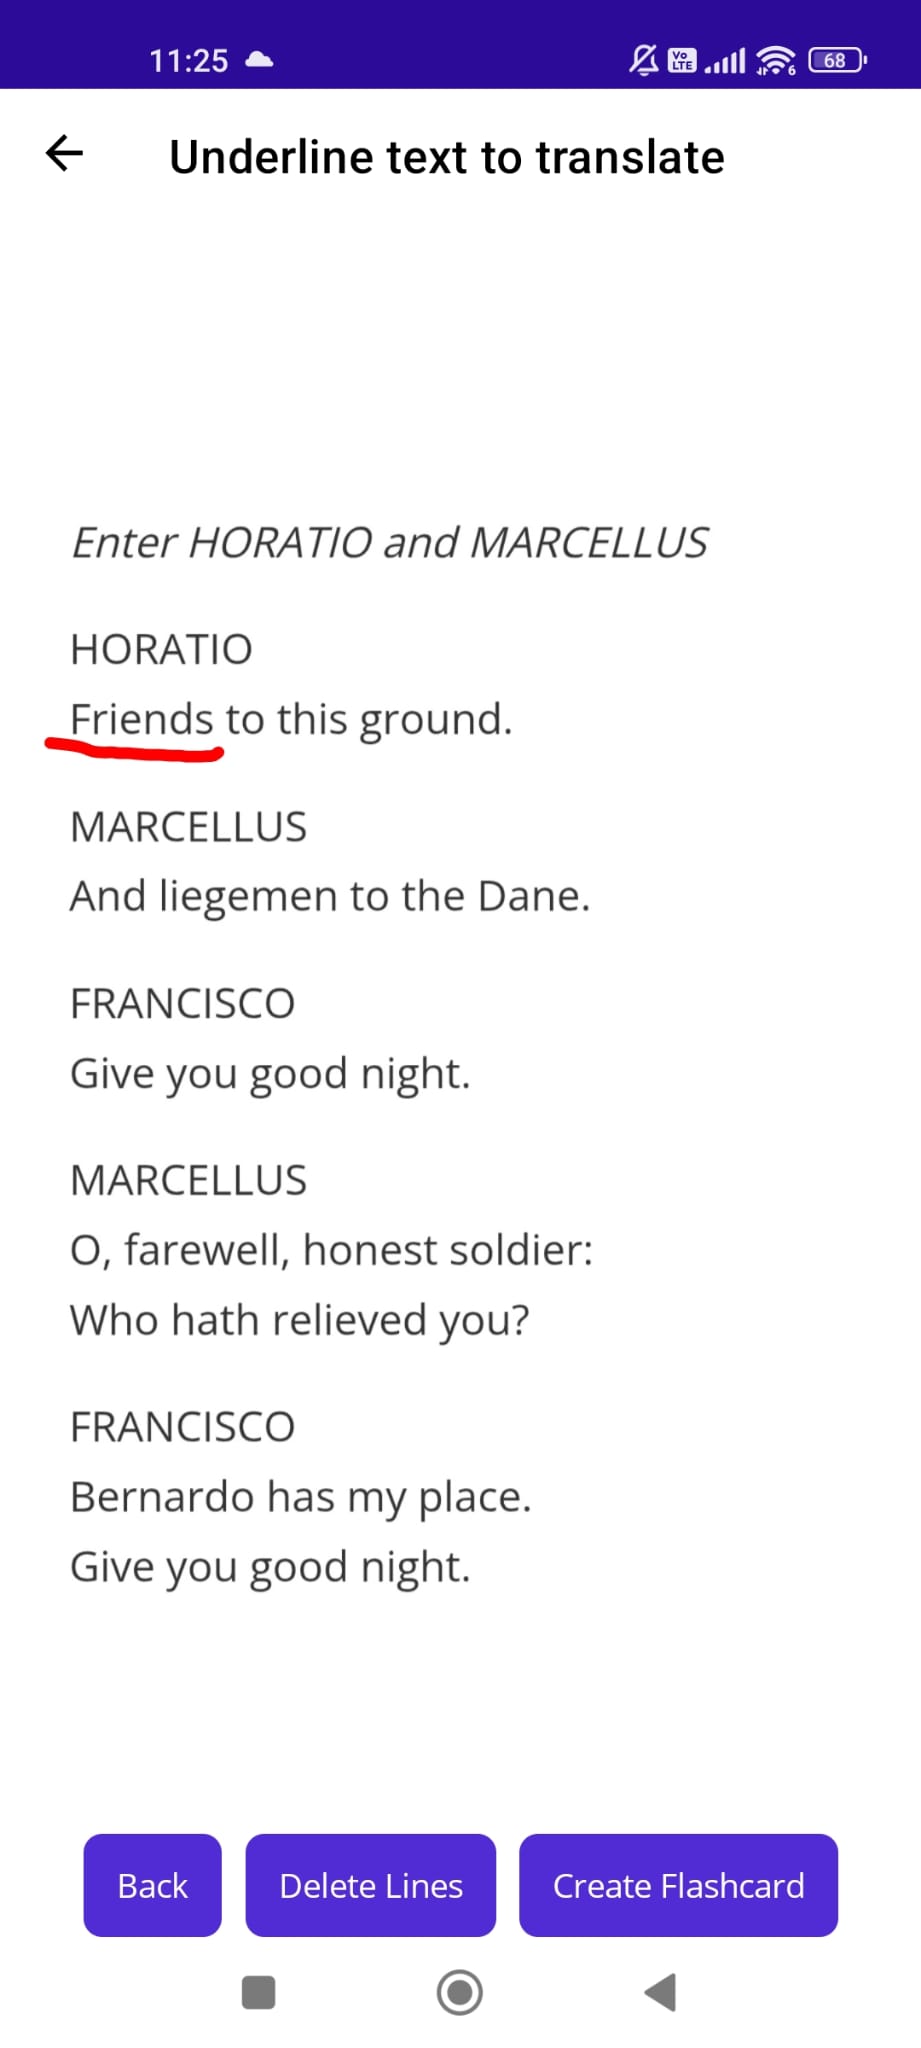 11:25
Vo LTE 6 68
Underline text to translate
Enter HORATIO and MARCELLUS
HORATIO
Friends to this ground.
MARCELLUS
And liegemen to the Dane.
FRANCISCO
Give you good night.
MARCELLUS
O, farewell, honest soldier:
Who hath relieved you?
FRANCISCO
Bernardo has my place.
Give you good night.
Back Delete Lines Create Flashcard